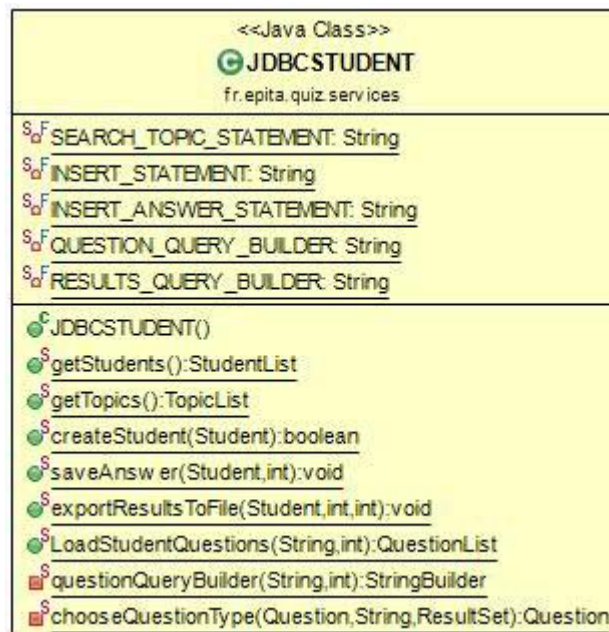 <<Java Class>>
C JDBCSTUDENT
fr.epita.quiz.services
S F SEARCH_TOPIC_STATEMENT: String
S F INSERT_STATEMENT: String
S F INSERT_ANSWER_STATEMENT: String
S F QUESTION_QUERY_BUILDER: String
S F RESULTS_QUERY_BUILDER: String
C JDBCSTUDENT()
S getStudents():StudentList
S getTopics():TopicList
S createStudent(Student):boolean
S saveAnswer(Student,int):void
S exportResultsToFile(Student,int,int):void
S LoadStudentQuestions(String,int):QuestionList
S questionQueryBuilder(String,int):StringBuilder
S chooseQuestionType(Question,String,ResultSet):Question